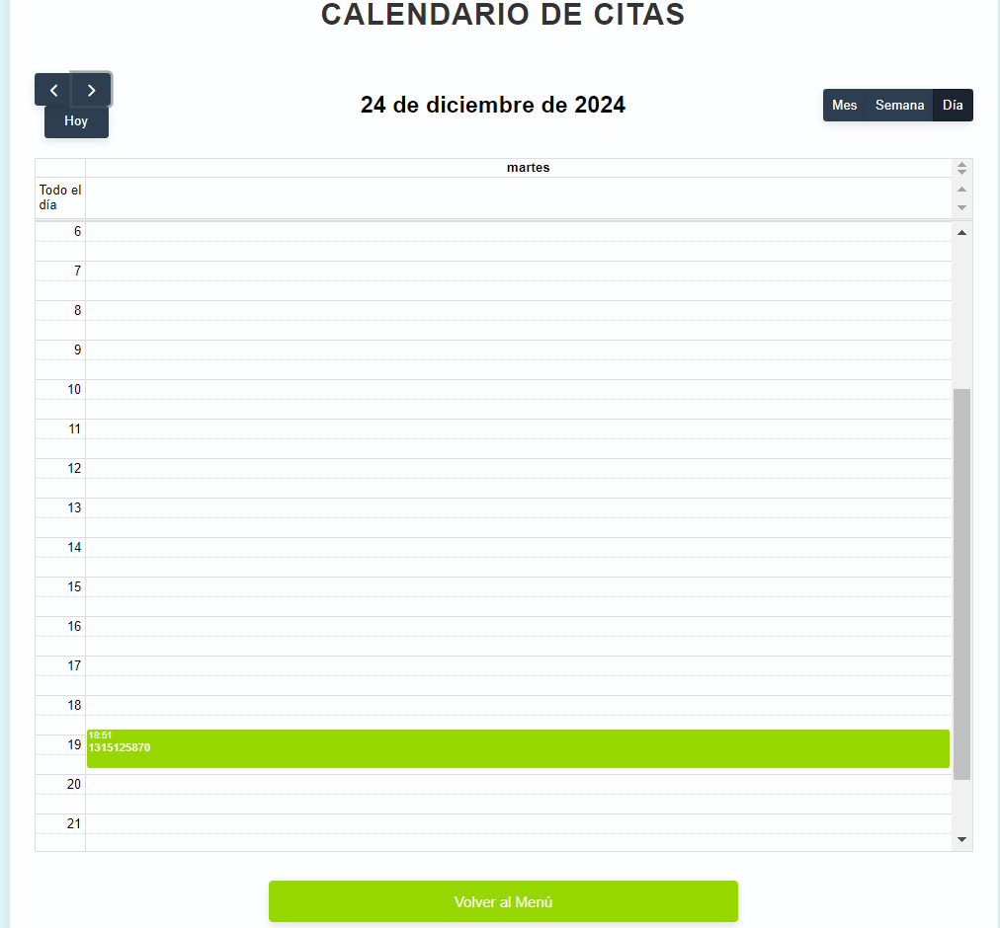 CALENDARIO DE CITAS
Hoy
24 de diciembre de 2024
Mes Semana Día
martes
Todo el
día
6
7
8
9
10
11
12
13
14
15
16
17
18
18:51
19
1315125870
20
21
Volver al Menú